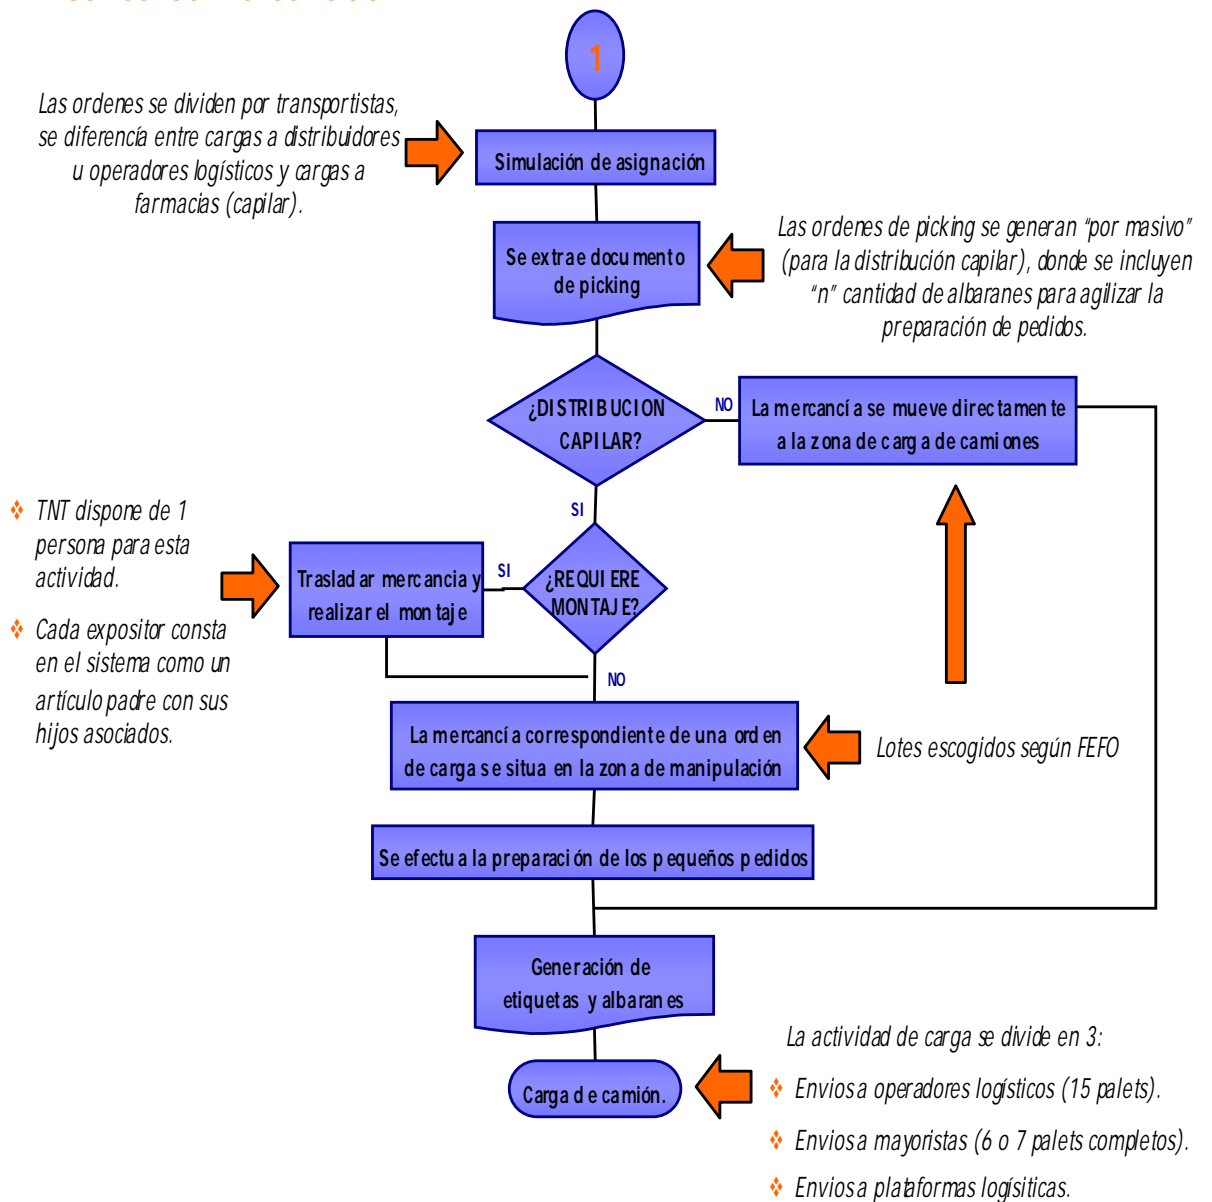 1
Las ordenes se dividen por transportistas,
se diferencía entre cargas a distribuidores
u operadores logísticos y cargas a
farmacias (capilar).
Simulación de asignación
Las ordenes de picking se generan “por masivo”
(para la distribución capilar), donde se incluyen
“n” cantidad de albaranes para agilizar la
preparación de pedidos.
Se extrae documento
de picking
¿DISTRIBUCION
CAPILAR?
NO
La mercancía se mueve directamente
a la zona de carga de camiones
SI
❖ TNT dispone de 1
persona para esta
actividad.
❖ Cada expositor consta
en el sistema como un
artículo padre con sus
hijos asociados.
Trasladar mercancia y
realizar el montaje
SI
¿REQUIERE
MONTAJE?
NO
La mercancía correspondiente de una orden
de carga se situa en la zona de manipulación
Lotes escogidos según FEFO
Se efectua la preparación de los pequeños pedidos
Generación de
etiquetas y albaranes
Carga de camión.
La actividad de carga se divide en 3:
❖ Envios a operadores logísticos (15 palets).
❖ Envios a mayoristas (6 o 7 palets completos).
❖ Envios a plataformas logísiticas.